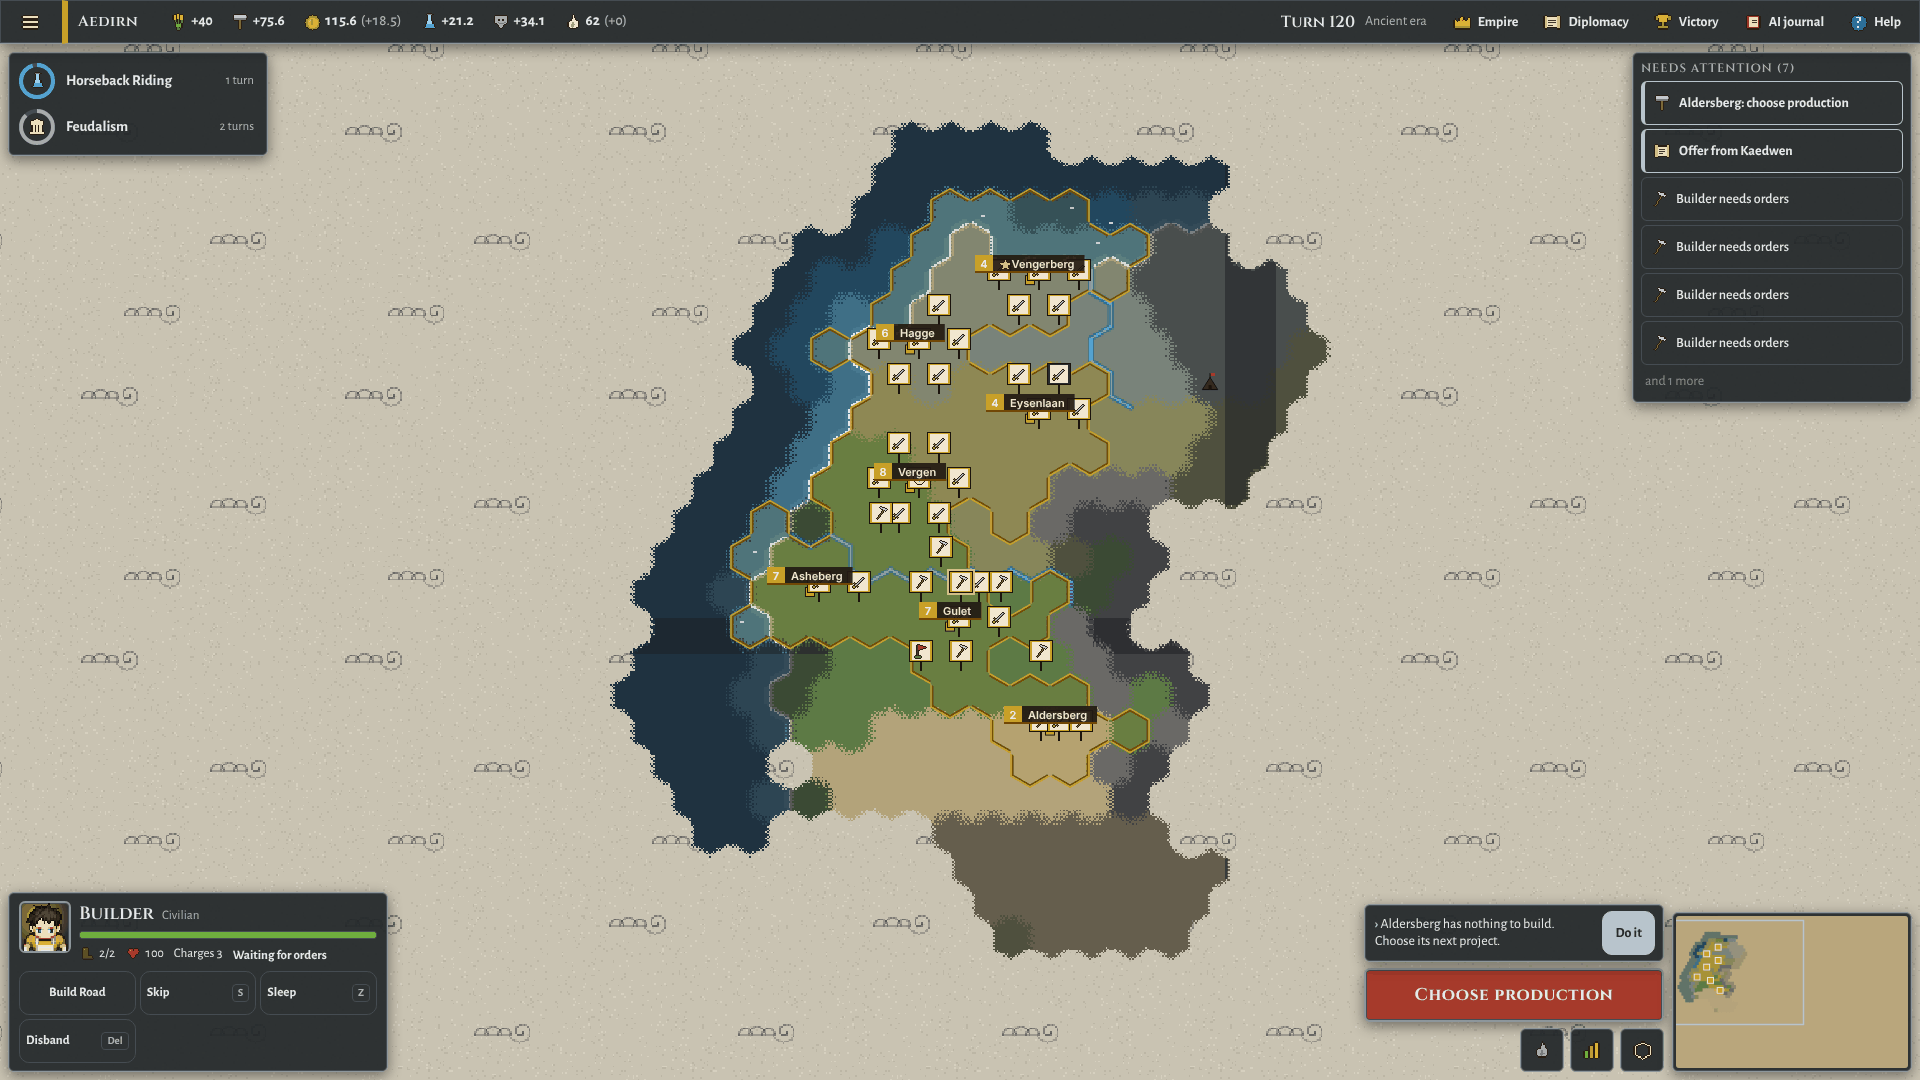 Aedirn +40 +75.6 115.6 (+18.5) +21.2 +34.1 62 (+0) Turn 120 Ancient era Empire Diplomacy Victory AI journal Help
Horseback Riding 1 turn
Feudalism 2 turns
Needs attention (7)
Aldersberg: choose production
Offer from Kaedwen
Builder needs orders
Builder needs orders
Builder needs orders
Builder needs orders
and 1 more
4 Vengerberg
6 Hagge
4 Eysenlaan
8 Vergen
7 Asheberg
7 Gulet
2 Aldersberg
Builder Civilian
2/2 100 Charges 3 Waiting for orders
Build Road Skip S Sleep Z
Disband Del
› Aldersberg has nothing to build.
Choose its next project.
Do it
Choose production